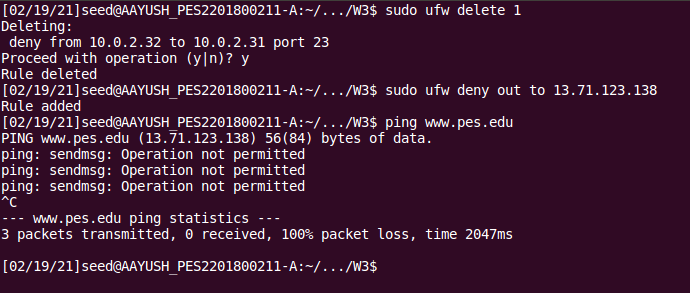 [02/19/21]seed@AAYUSH_PES2201800211-A:~/.../W3$ sudo ufw delete 1
Deleting:
 deny from 10.0.2.32 to 10.0.2.31 port 23
Proceed with operation (y|n)? y
Rule deleted
[02/19/21]seed@AAYUSH_PES2201800211-A:~/.../W3$ sudo ufw deny out to 13.71.123.138
Rule added
[02/19/21]seed@AAYUSH_PES2201800211-A:~/.../W3$ ping www.pes.edu
PING www.pes.edu (13.71.123.138) 56(84) bytes of data.
ping: sendmsg: Operation not permitted
ping: sendmsg: Operation not permitted
ping: sendmsg: Operation not permitted
^C
--- www.pes.edu ping statistics ---
3 packets transmitted, 0 received, 100% packet loss, time 2047ms

[02/19/21]seed@AAYUSH_PES2201800211-A:~/.../W3$